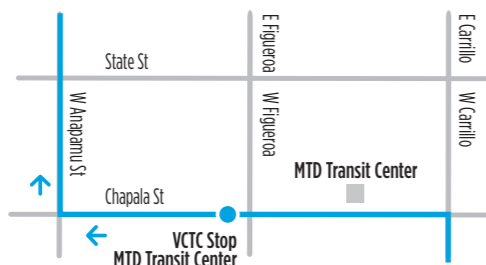 State St
E Figueroa
E Carrillo
W Anapamu St
W Figueroa
W Carrillo
MTD Transit Center
Chapala St
VCTC Stop
MTD Transit Center